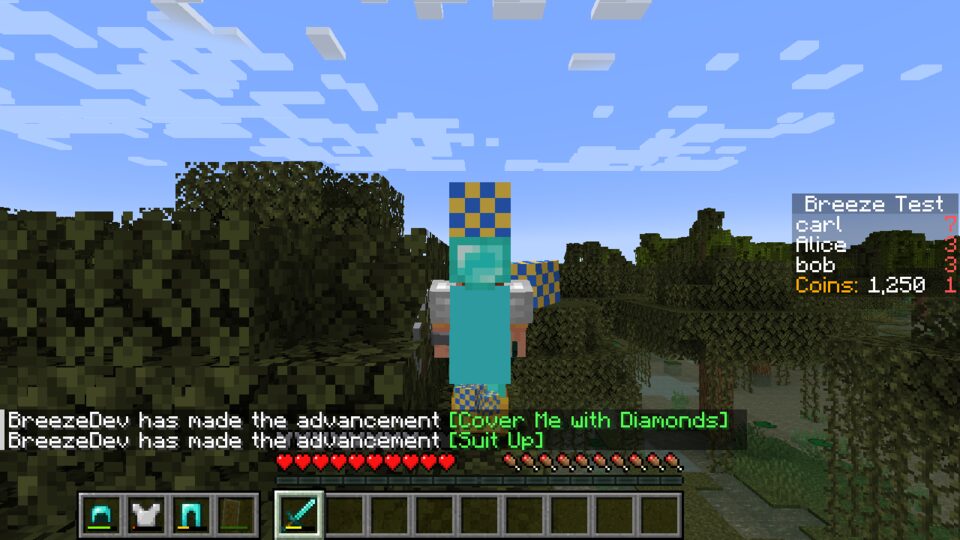 Breeze Test
carl 7
Alice 3
bob 3
Coins: 1,250 1
BreezeDev has made the advancement [Cover Me with Diamonds]
BreezeDev has made the advancement [Suit Up]